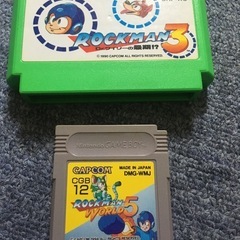 ROCKMAN 3
Dr.ワイリーの最期!?
CAPCOM
CGB
12
MADE IN JAPAN
DMG-WMJ
ROCKMAN
WORLD 5